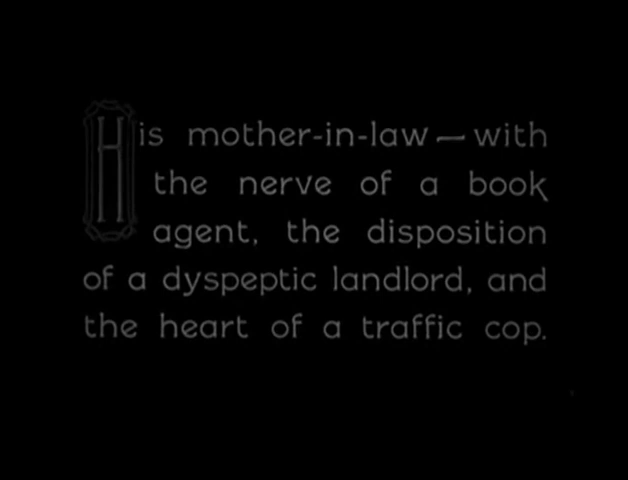 His mother-in-law — with
the nerve of a book
agent, the disposition
of a dyspeptic landlord, and
the heart of a traffic cop.